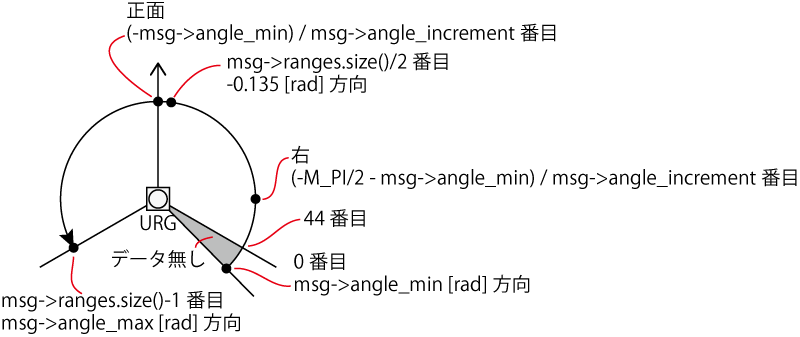 正面
(-msg->angle_min) / msg->angle_increment 番目
msg->ranges.size()/2 番目
-0.135 [rad] 方向
右
(-M_PI/2 - msg->angle_min) / msg->angle_increment 番目
URG
44 番目
データ無し
0 番目
msg->angle_min [rad] 方向
msg->ranges.size()-1 番目
msg->angle_max [rad] 方向